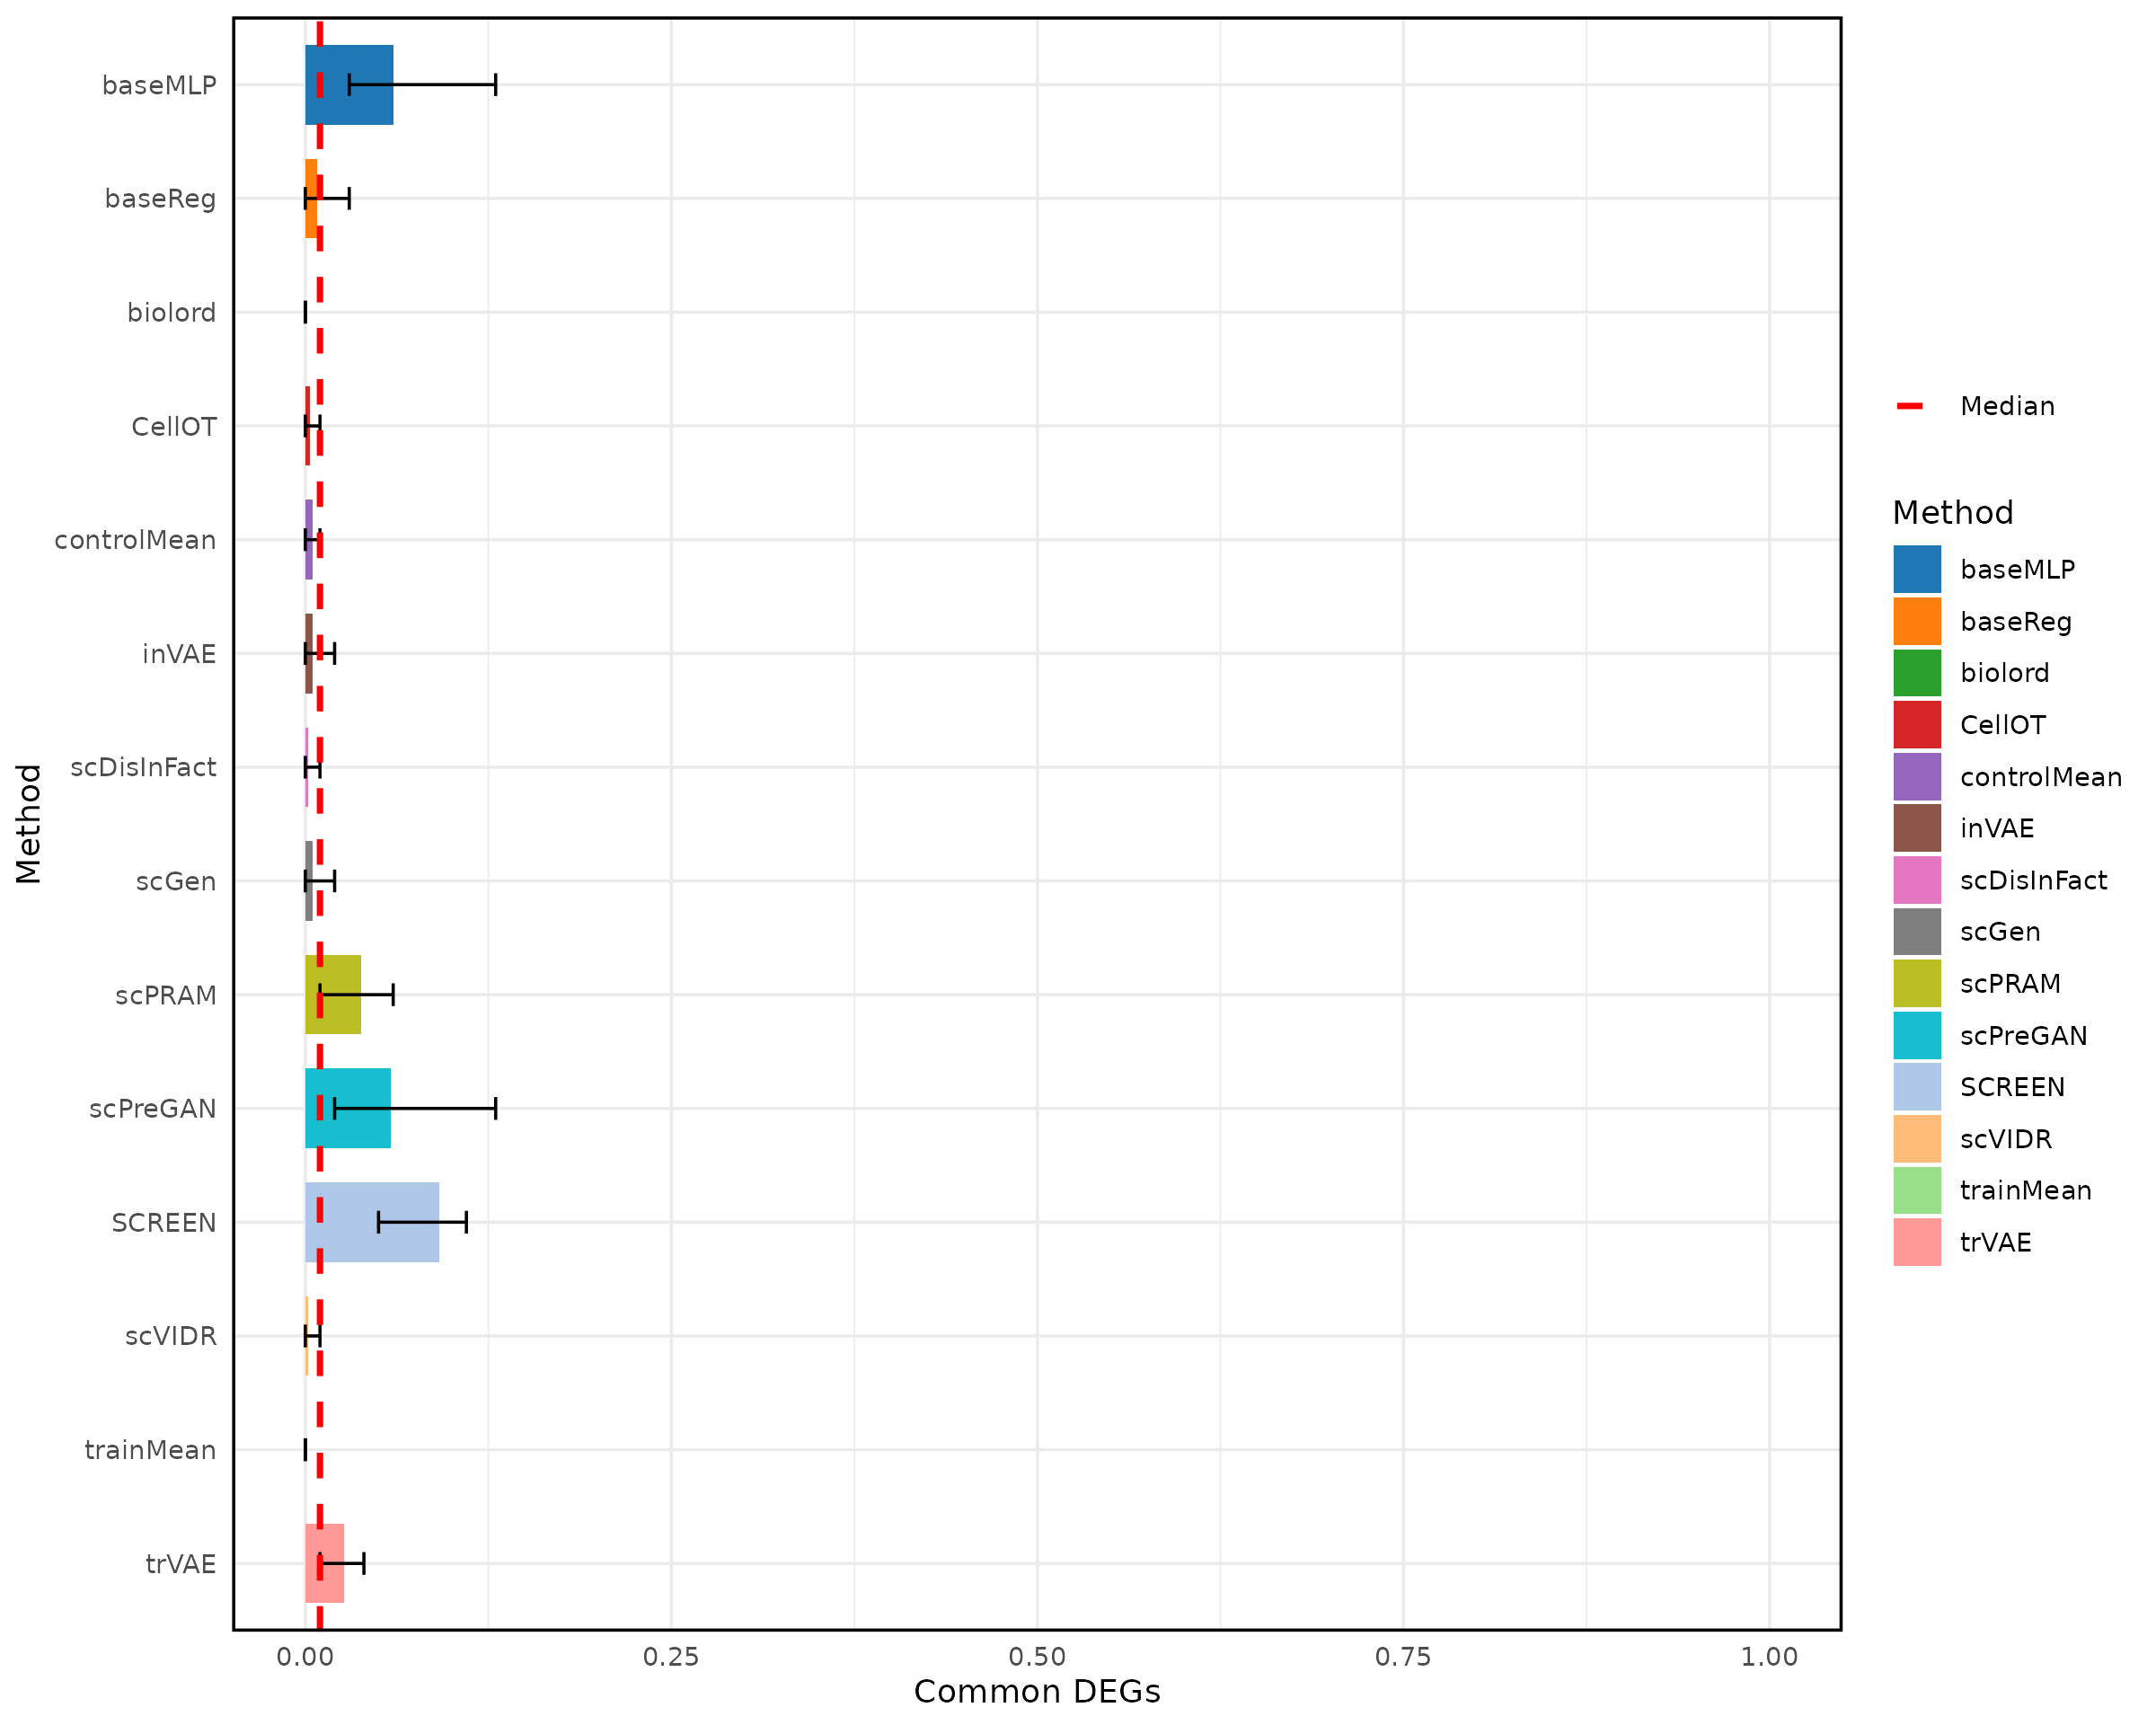 baseMLP
baseReg
biolord
CellOT
controlMean
inVAE
scDisInFact
scGen
scPRAM
scPreGAN
SCREEN
scVIDR
trainMean
trVAE
Method
0.00 0.25 0.50 0.75 1.00
Common DEGs
Median
Method
baseMLP
baseReg
biolord
CellOT
controlMean
inVAE
scDisInFact
scGen
scPRAM
scPreGAN
SCREEN
scVIDR
trainMean
trVAE